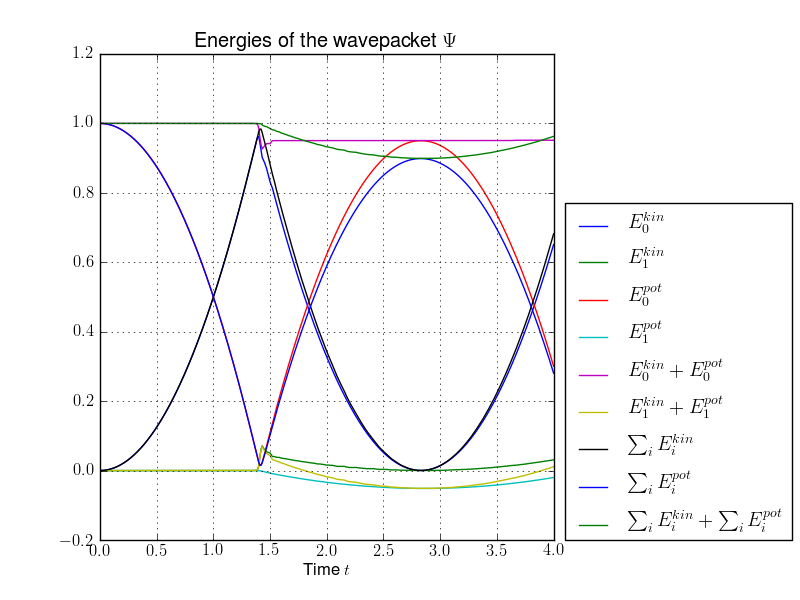 Energies of the wavepacket Ψ
1.2
1.0
0.8
0.6
0.4
0.2
0.0
−0.2
0.0 0.5 1.0 1.5 2.0 2.5 3.0 3.5 4.0
Time t
E_0^{kin}
E_1^{kin}
E_0^{pot}
E_1^{pot}
E_0^{kin} + E_0^{pot}
E_1^{kin} + E_1^{pot}
∑_i E_i^{kin}
∑_i E_i^{pot}
∑_i E_i^{kin} + ∑_i E_i^{pot}